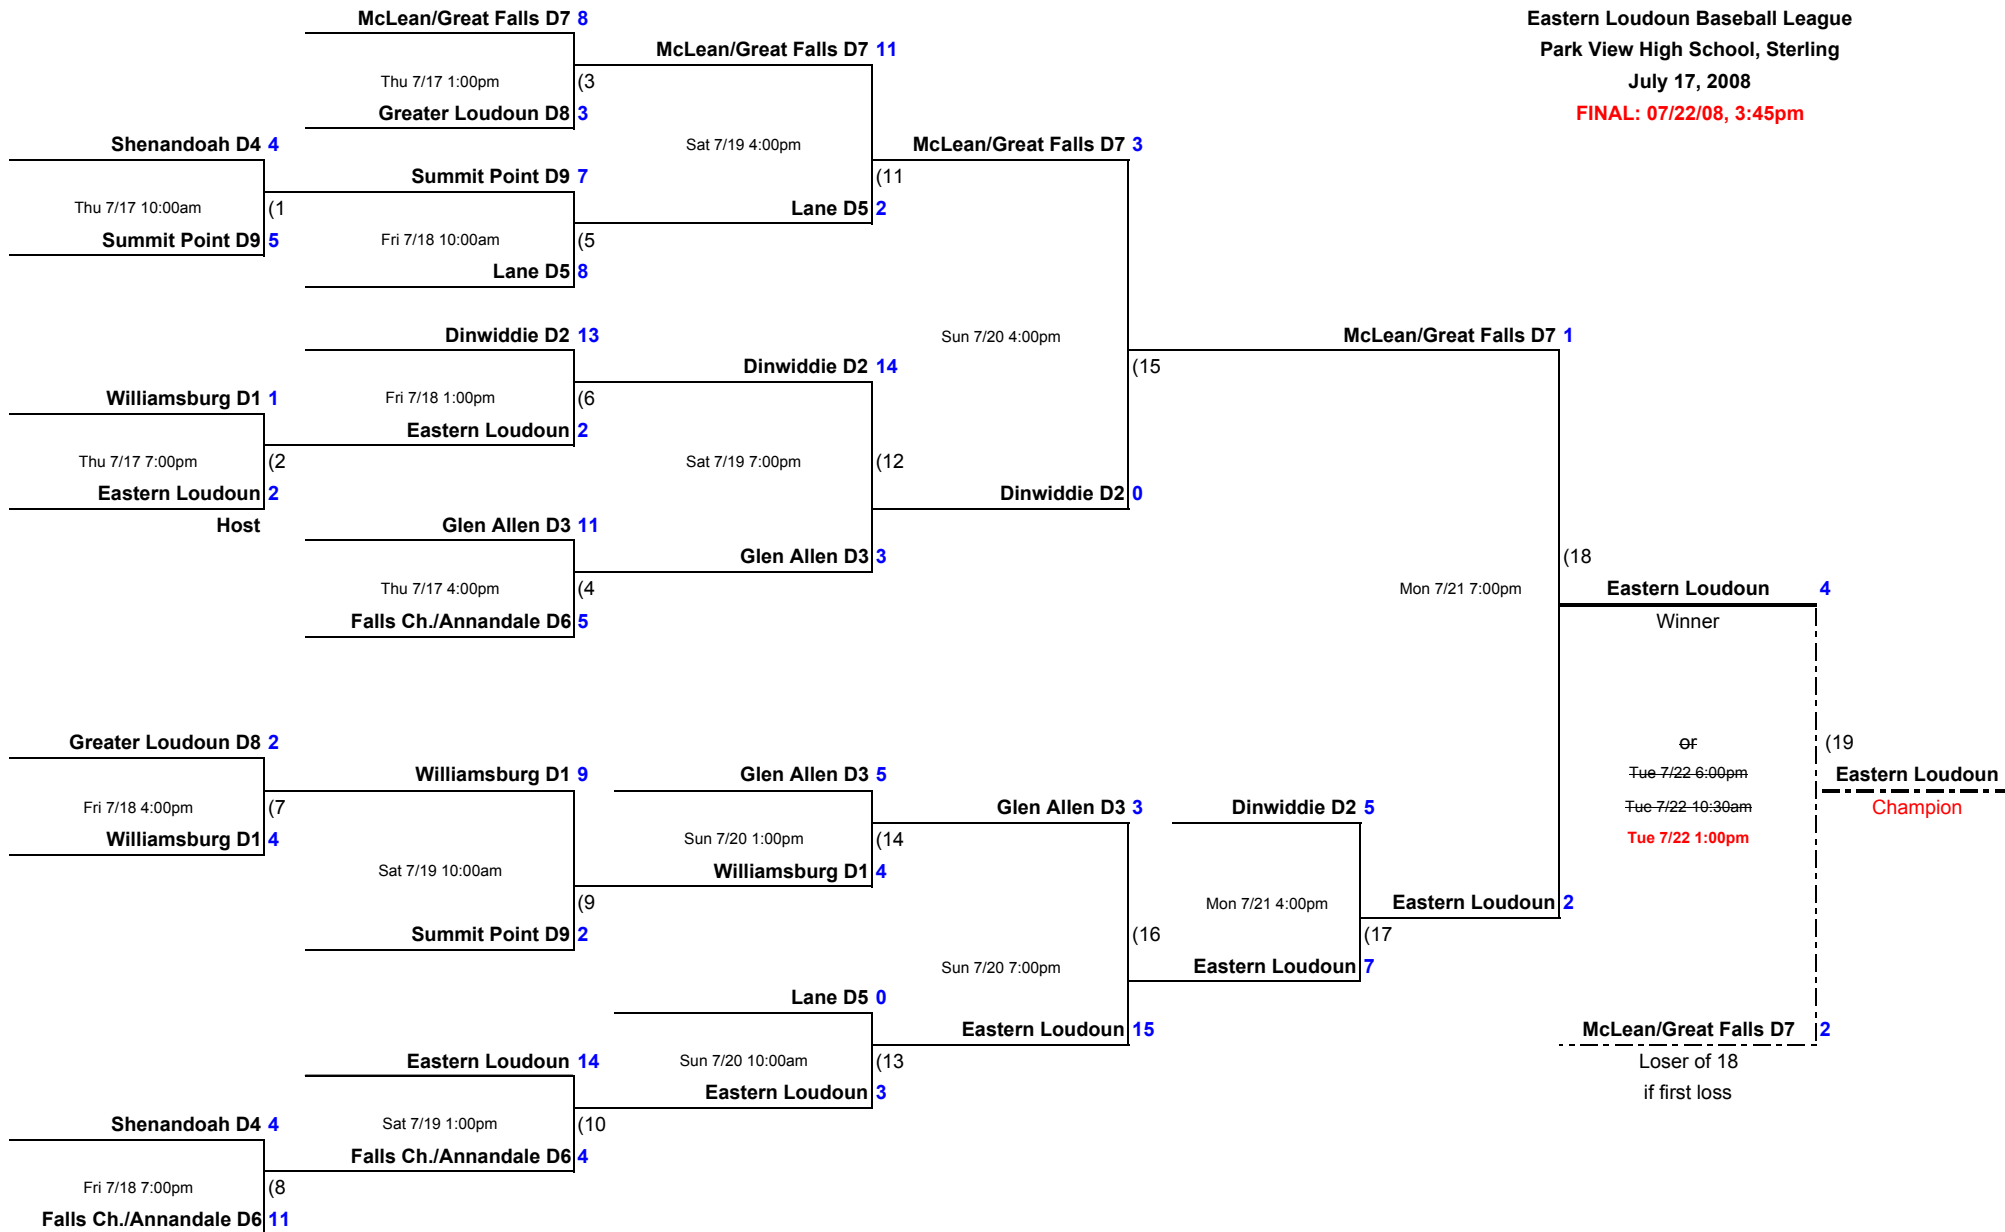 McLean/Great Falls D7 8
Eastern Loudoun Baseball League
McLean/Great Falls D7 11
Park View High School, Sterling
Thu 7/17 1:00pm (3
July 17, 2008
Greater Loudoun D8 3
FINAL: 07/22/08, 3:45pm
Shenandoah D4 4
Sat 7/19 4:00pm
McLean/Great Falls D7 3
Summit Point D9 7
(11
Thu 7/17 10:00am (1
Lane D5 2
Summit Point D9 5
Fri 7/18 10:00am (5
Lane D5 8
Dinwiddie D2 13
Sun 7/20 4:00pm
McLean/Great Falls D7 1
Dinwiddie D2 14
(15
Williamsburg D1 1
Fri 7/18 1:00pm (6
Eastern Loudoun 2
Thu 7/17 7:00pm (2
Sat 7/19 7:00pm (12
Eastern Loudoun 2
Dinwiddie D2 0
Host
Glen Allen D3 11
Glen Allen D3 3
(18
Thu 7/17 4:00pm (4
Mon 7/21 7:00pm
Eastern Loudoun 4
Falls Ch./Annandale D6 5
Winner
Greater Loudoun D8 2
or
(19
Williamsburg D1 9
Glen Allen D3 5
Tue 7/22 6:00pm
Eastern Loudoun
Fri 7/18 4:00pm (7
Glen Allen D3 3
Dinwiddie D2 5
Tue 7/22 10:30am
Champion
Williamsburg D1 4
Sun 7/20 1:00pm (14
Tue 7/22 1:00pm
Sat 7/19 10:00am
Williamsburg D1 4
(9
Mon 7/21 4:00pm
Eastern Loudoun 2
Summit Point D9 2
(16
(17
Sun 7/20 7:00pm
Eastern Loudoun 7
Lane D5 0
Eastern Loudoun 15
McLean/Great Falls D7 2
Eastern Loudoun 14
Sun 7/20 10:00am (13
Loser of 18
Eastern Loudoun 3
if first loss
Shenandoah D4 4
Sat 7/19 1:00pm (10
Falls Ch./Annandale D6 4
Fri 7/18 7:00pm (8
Falls Ch./Annandale D6 11